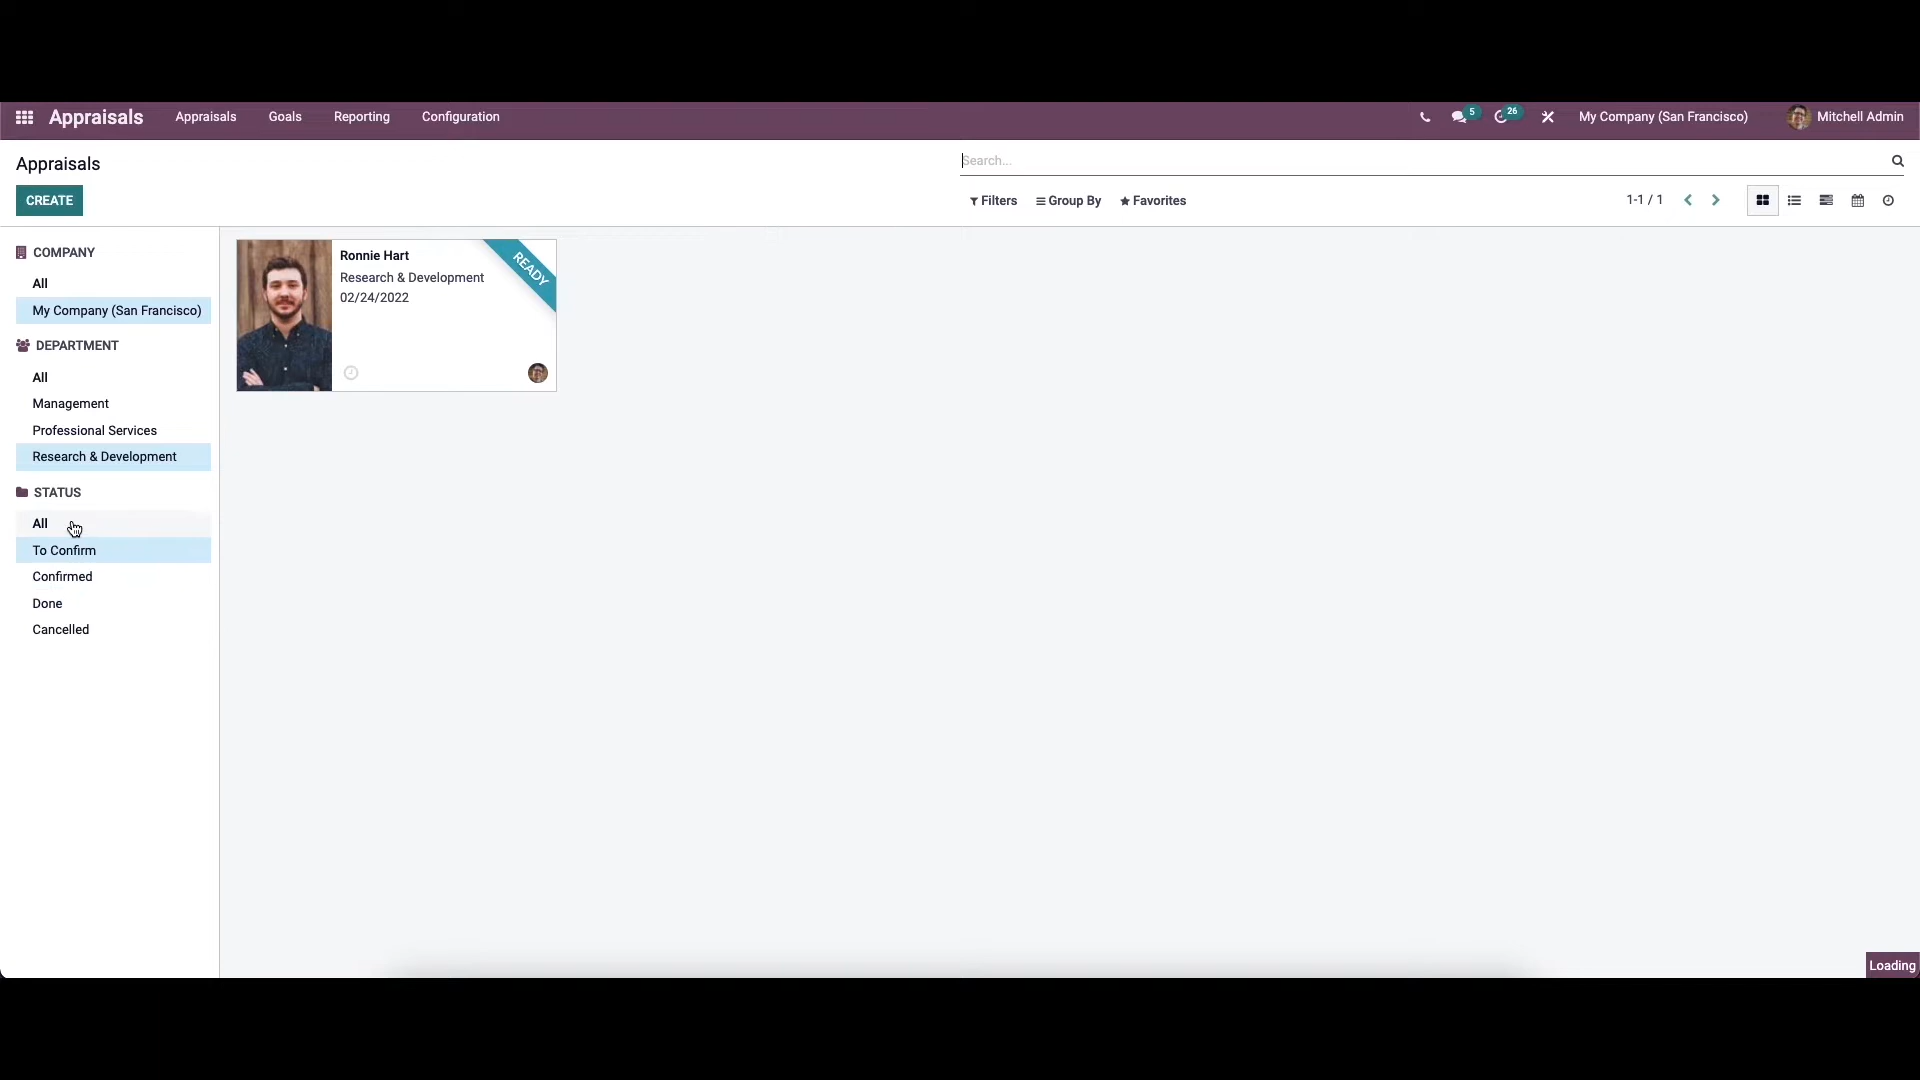 Appraisals Appraisals Goals Reporting Configuration 5 26 My Company (San Francisco) Mitchell Admin
Appraisals
Search...
CREATE
Filters Group By Favorites 1-1 / 1
COMPANY
All
My Company (San Francisco)
DEPARTMENT
All
Management
Professional Services
Research & Development
STATUS
All
To Confirm
Confirmed
Done
Cancelled
Ronnie Hart
Research & Development
02/24/2022
READY
Loading